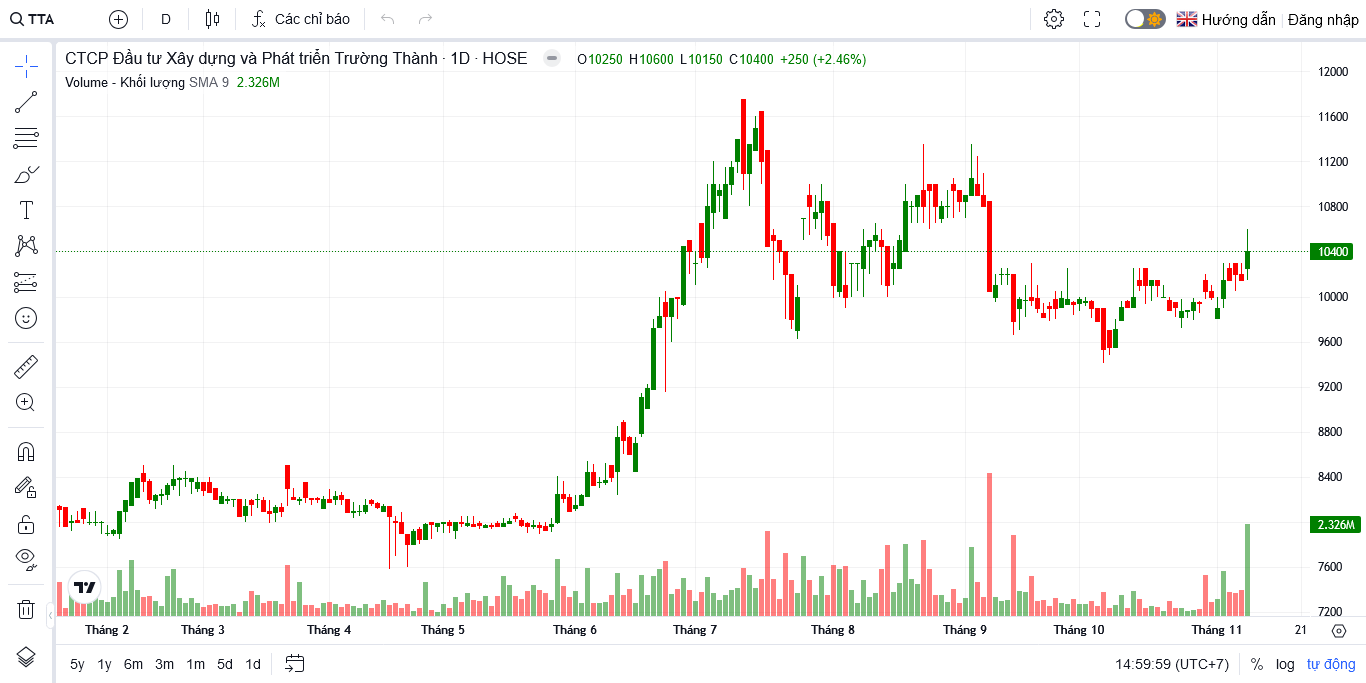 TTA D Các chỉ báo Hướng dẫn Đăng nhập
CTCP Đầu tư Xây dựng và Phát triển Trường Thành · 1D · HOSE O10250 H10600 L10150 C10400 +250 (+2.46%)
Volume - Khối lượng SMA 9 2.326M
12000
11600
11200
10800
10400
10000
9600
9200
8800
8400
2.326M
7600
7200
Tháng 2 Tháng 3 Tháng 4 Tháng 5 Tháng 6 Tháng 7 Tháng 8 Tháng 9 Tháng 10 Tháng 11 21
5y 1y 6m 3m 1m 5d 1d 14:59:59 (UTC+7) % log tự động